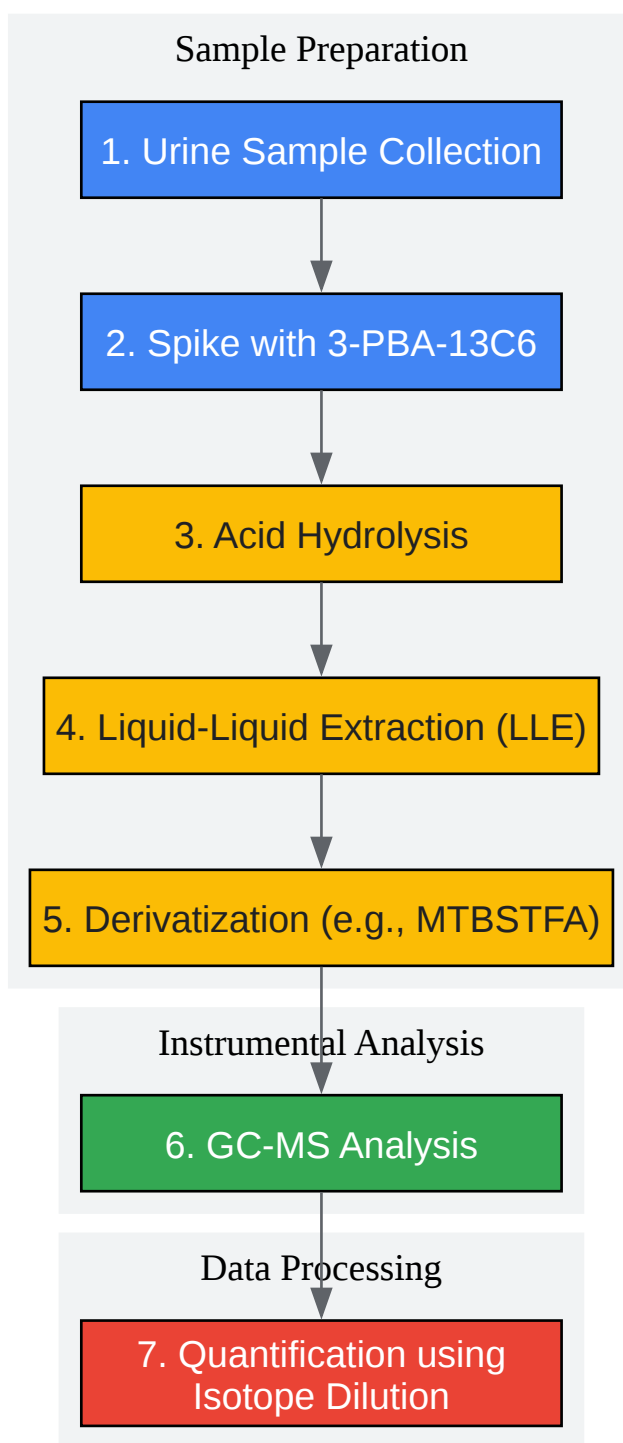 Sample Preparation
1. Urine Sample Collection
2. Spike with 3-PBA-13C6
3. Acid Hydrolysis
4. Liquid-Liquid Extraction (LLE)
5. Derivatization (e.g., MTBSTFA)
Instrumental Analysis
6. GC-MS Analysis
Data Processing
7. Quantification using
Isotope Dilution